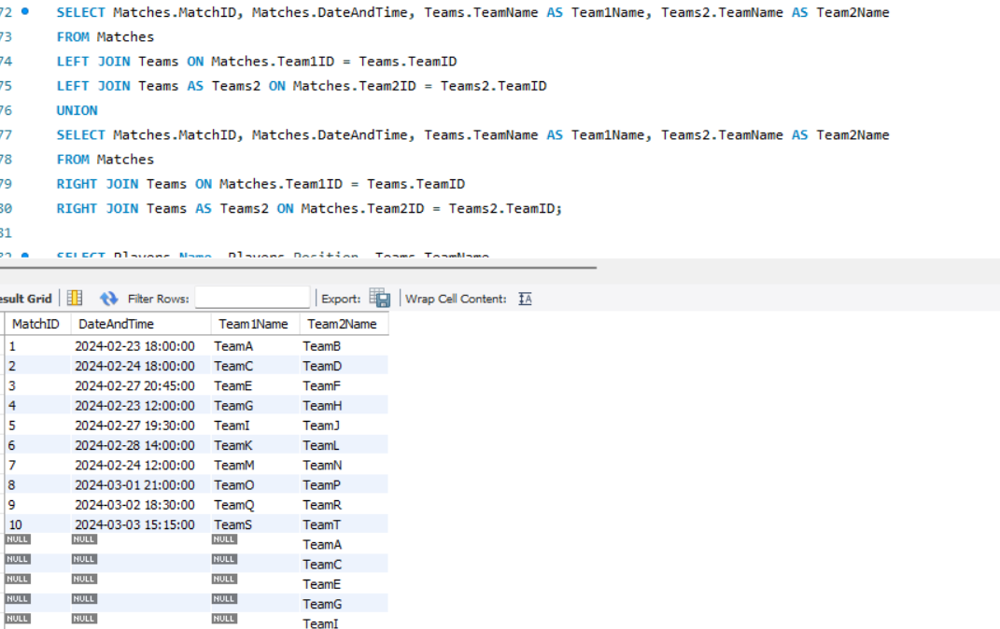 72 SELECT Matches.MatchID, Matches.DateAndTime, Teams.TeamName AS Team1Name, Teams2.TeamName AS Team2Name
73 FROM Matches
74 LEFT JOIN Teams ON Matches.Team1ID = Teams.TeamID
75 LEFT JOIN Teams AS Teams2 ON Matches.Team2ID = Teams2.TeamID
76 UNION
77 SELECT Matches.MatchID, Matches.DateAndTime, Teams.TeamName AS Team1Name, Teams2.TeamName AS Team2Name
78 FROM Matches
79 RIGHT JOIN Teams ON Matches.Team1ID = Teams.TeamID
80 RIGHT JOIN Teams AS Teams2 ON Matches.Team2ID = Teams2.TeamID;
81
82 SELECT Players.Name, Players.Position, Teams.TeamName
esult Grid Filter Rows: Export: Wrap Cell Content: IA
MatchID DateAndTime Team1Name Team2Name
1 2024-02-23 18:00:00 TeamA TeamB
2 2024-02-24 18:00:00 TeamC TeamD
3 2024-02-27 20:45:00 TeamE TeamF
4 2024-02-23 12:00:00 TeamG TeamH
5 2024-02-27 19:30:00 TeamI TeamJ
6 2024-02-28 14:00:00 TeamK TeamL
7 2024-02-24 12:00:00 TeamM TeamN
8 2024-03-01 21:00:00 TeamO TeamP
9 2024-03-02 18:30:00 TeamQ TeamR
10 2024-03-03 15:15:00 TeamS TeamT
NULL NULL NULL TeamA
NULL NULL NULL TeamC
NULL NULL NULL TeamE
NULL NULL NULL TeamG
NULL NULL NULL TeamI